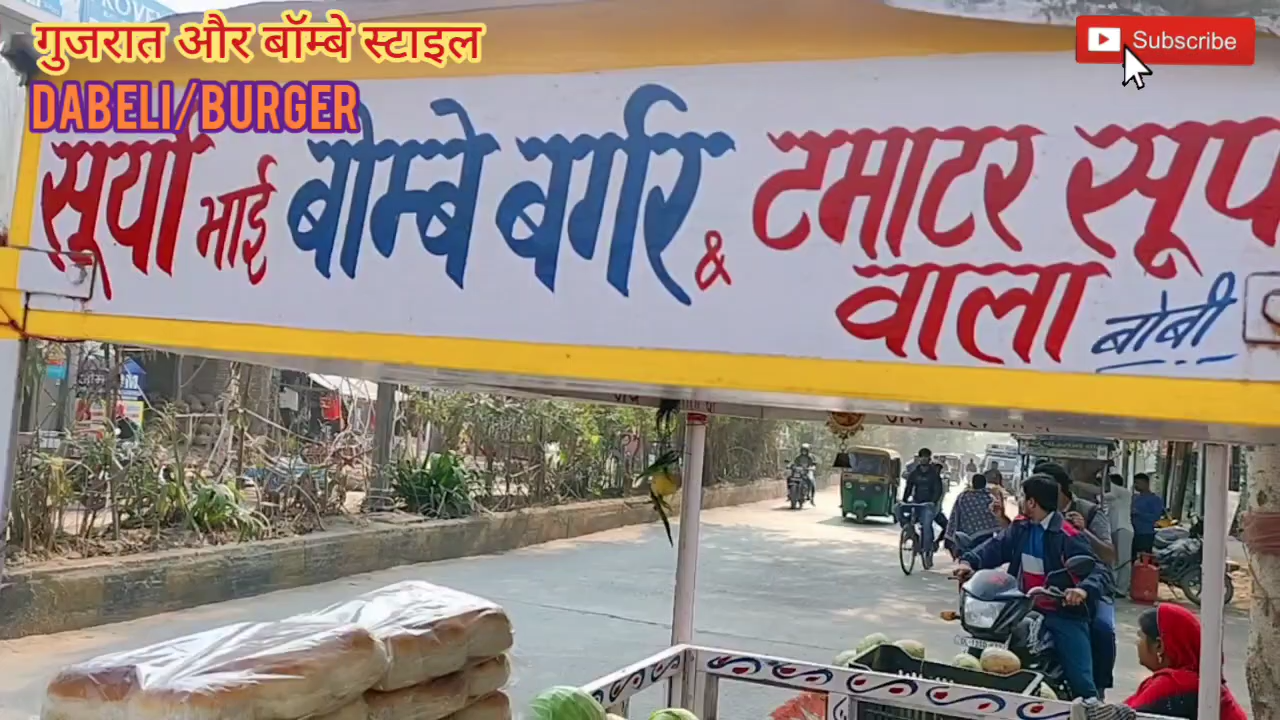 गुजरात और बॉम्बे स्टाइल
DABELI/BURGER
Subscribe
सूर्या भाई बॉम्बे बर्गर & टमाटर सूप
वाला बॉबी